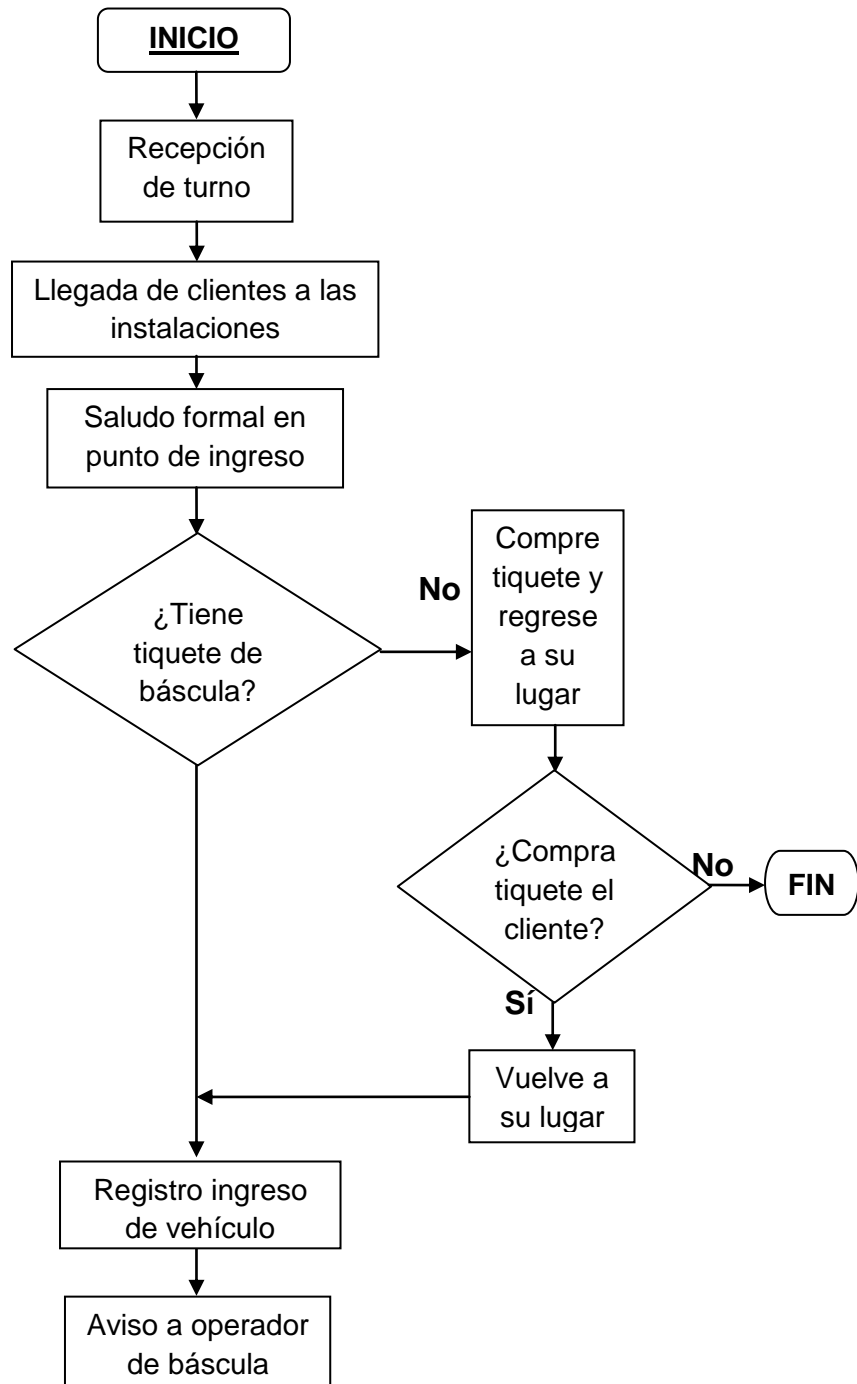 INICIO
Recepción
de turno
Llegada de clientes a las
instalaciones
Saludo formal en
punto de ingreso
¿Tiene
tiquete de
báscula?
No
Compre
tiquete y
regrese
a su
lugar
¿Compra
tiquete el
cliente?
No
FIN
Sí
Vuelve a
su lugar
Registro ingreso
de vehículo
Aviso a operador
de báscula